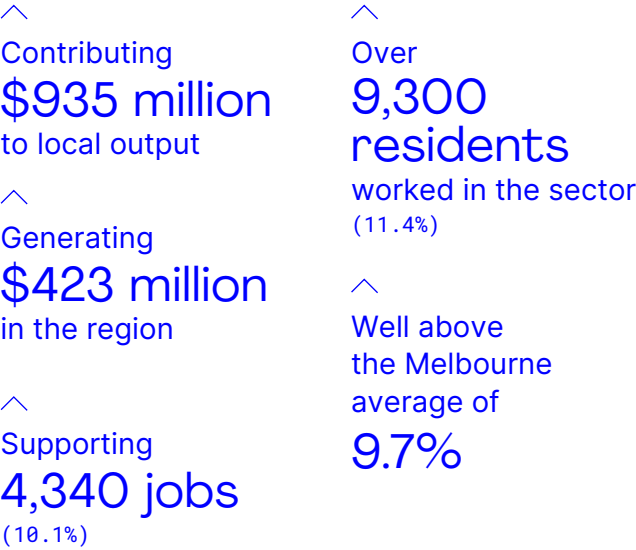 Contributing
$935 million
to local output
Generating
$423 million
in the region
Supporting
4,340 jobs
(10.1%)
Over
9,300
residents
worked in the sector
(11.4%)
Well above
the Melbourne
average of
9.7%